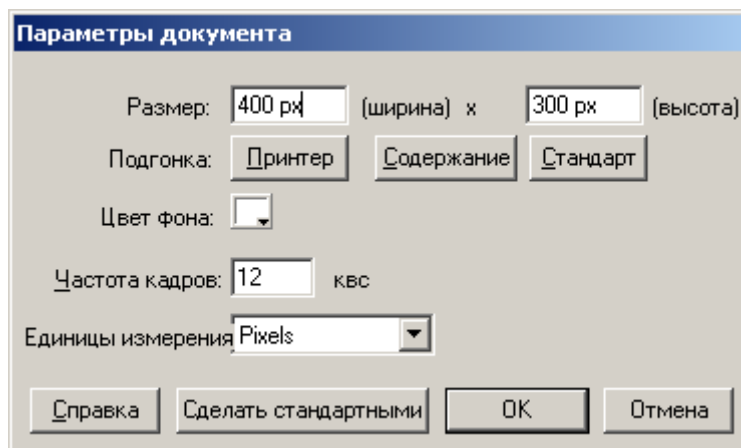 Параметры документа
Размер: 400 px (ширина) x 300 px (высота)
Подгонка: Принтер Содержание Стандарт
Цвет фона:
Частота кадров: 12 квс
Единицы измерения Pixels
Справка Сделать стандартными OK Отмена